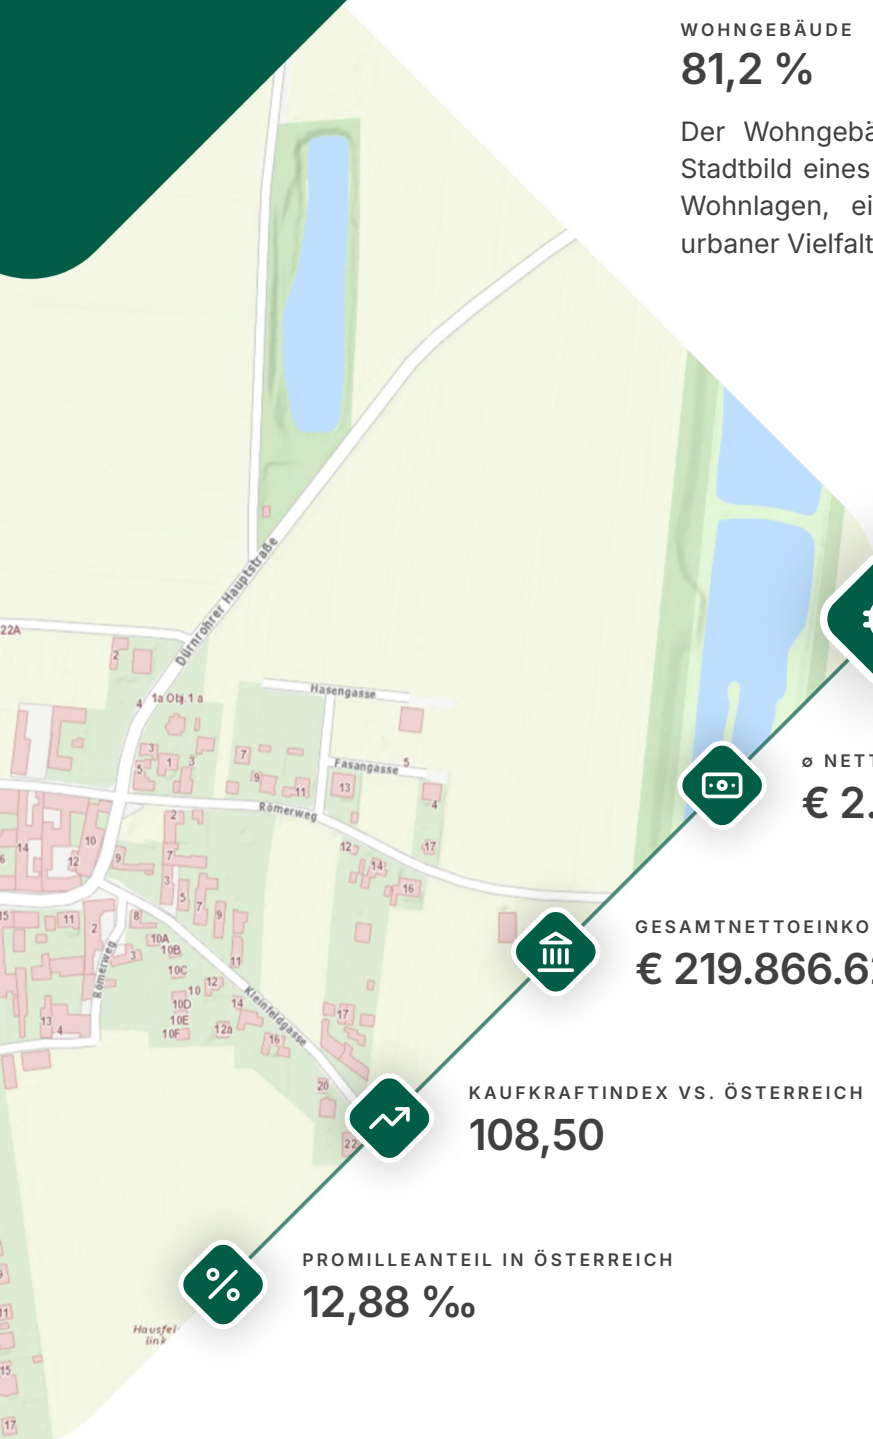 WOHNGEBÄUDE
81,2 %
Der Wohngebä
Stadtbild eines
Wohnlagen, ei
urbaner Vielfalt
Dürnrohrer Hauptstraße
22A
2
4 1a Obj.1 a
Hasengasse
3
5 1 3
7
9
11
Fasangasse 5
13
4
Römerweg
2
10
14
6
12
9
7
3
5
7
9
12
14
17
16
15
11
2
8
3
Römerweg
10A
10B
10C
10
10D
10E
10F
12
11
14
12a
16
Kleinfeldgasse
17
13
4
20
22
ø NETT
€ 2.
GESAMTNETTOEINKO
€ 219.866.6
KAUFKRAFTINDEX VS. ÖSTERREICH
108,50
PROMILLEANTEIL IN ÖSTERREICH
12,88 ‰
Hausfel
link
11
15
17